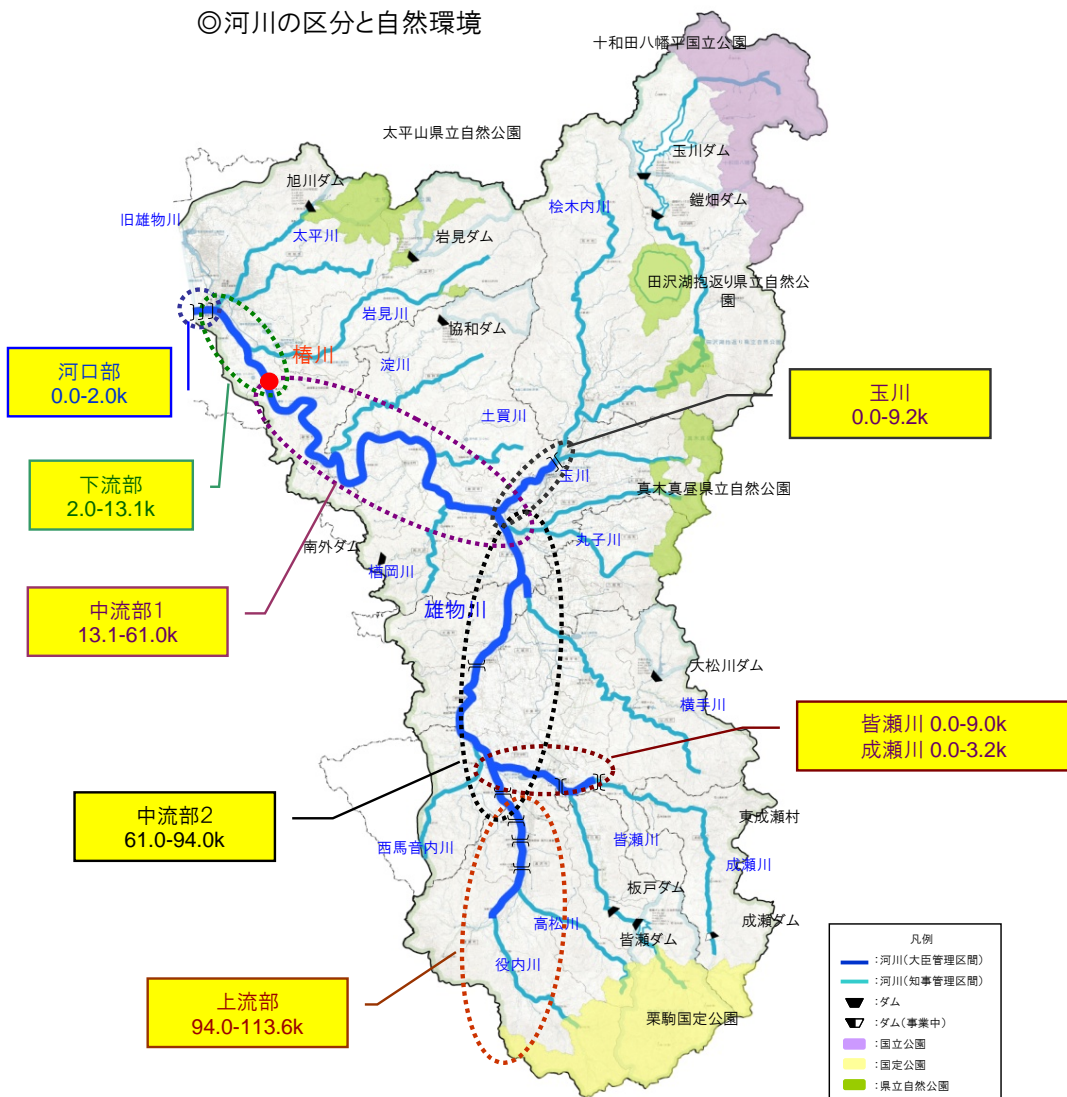 ◎河川の区分と自然環境
十和田八幡平国立公園
太平山県立自然公園
玉川ダム
旭川ダム
鎧畑ダム
旧雄物川
太平川
桧木内川
岩見ダム
田沢湖抱返り県立自然公
園
岩見川
協和ダム
椿川
淀川
河口部
0.0-2.0k
玉川
0.0-9.2k
土買川
下流部
2.0-13.1k
玉川
真木真昼県立自然公園
南外ダム
丸子川
楢岡川
中流部1
13.1-61.0k
雄物川
大松川ダム
横手川
皆瀬川 0.0-9.0k
成瀬川 0.0-3.2k
中流部2
61.0-94.0k
東成瀬村
西馬音内川
皆瀬川
成瀬川
板戸ダム
高松川
皆瀬ダム
成瀬ダム
役内川
上流部
94.0-113.6k
栗駒国定公園
凡例
:河川(大臣管理区間)
:河川(知事管理区間)
:ダム
:ダム(事業中)
:国立公園
:国定公園
:県立自然公園